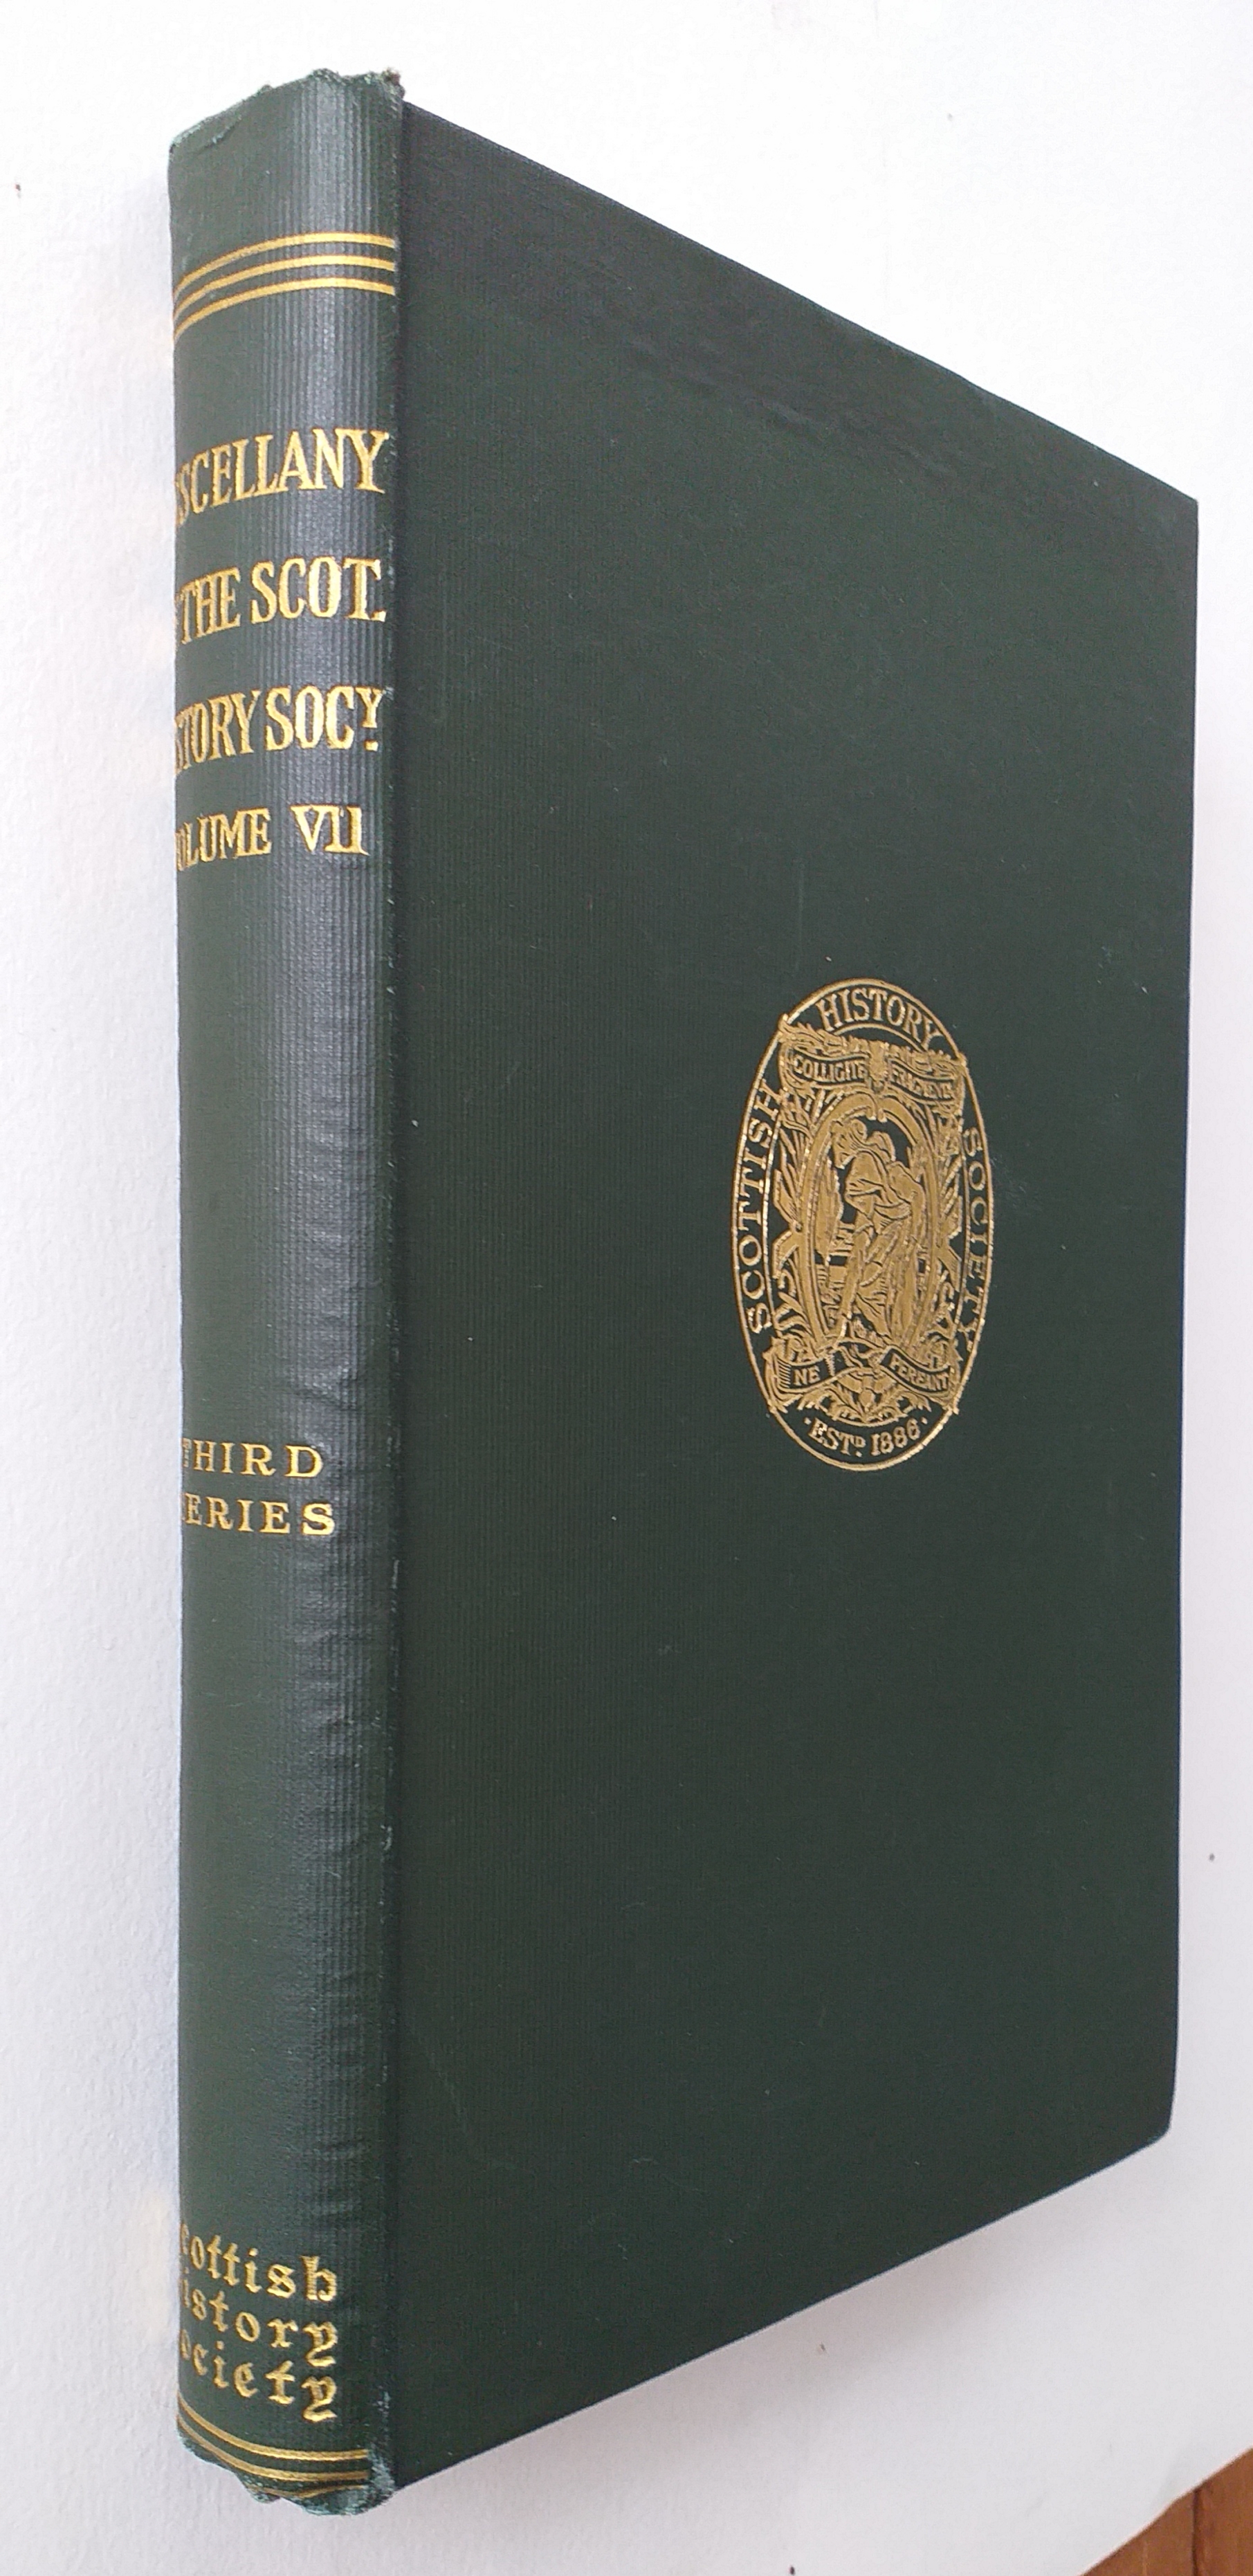 ISCELLANY
THE SCOT.
STORY SOCY.
OLUME VII
THIRD
ERIES
cottish
istory
ociety
SCOTTISH HISTORY SOCIETY
COLLIGITE FRAGMENTA
NE PEREANT
· ESTD. 1886 ·